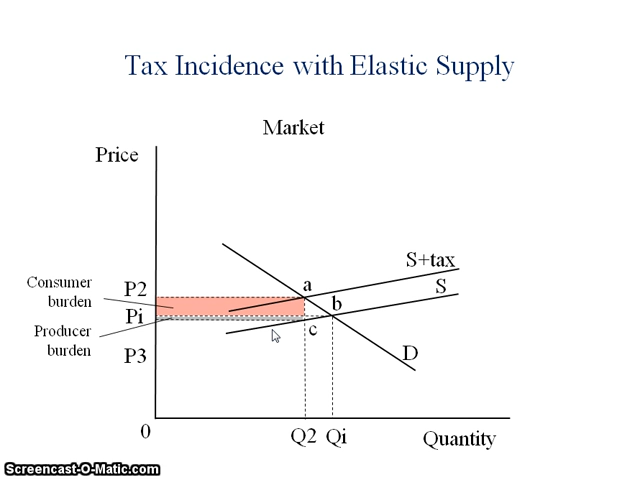 Tax Incidence with Elastic Supply
Market
Price
S+tax
S
Consumer
burden
P2
a
b
Pi
Producer
burden
c
P3
D
0
Q2 Qi
Quantity
Screencast-O-Matic.com